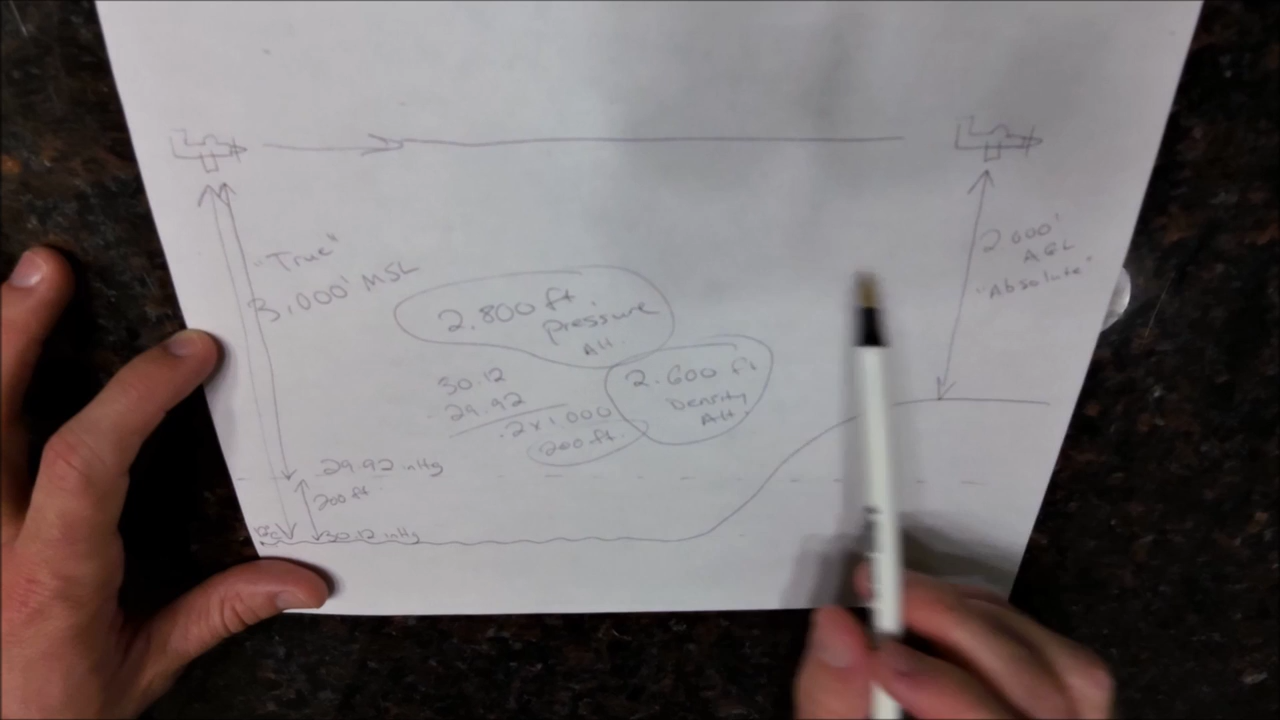 "True"
3,000' MSL
2,800 ft.
pressure
Alt.
30.12
- 29.92
.2 x 1,000
200 ft.
2,600 ft
Density
Alt.
2,000'
AGL
"Absolute"
29.92 inHg
200 ft.
12°C
30.12 inHg